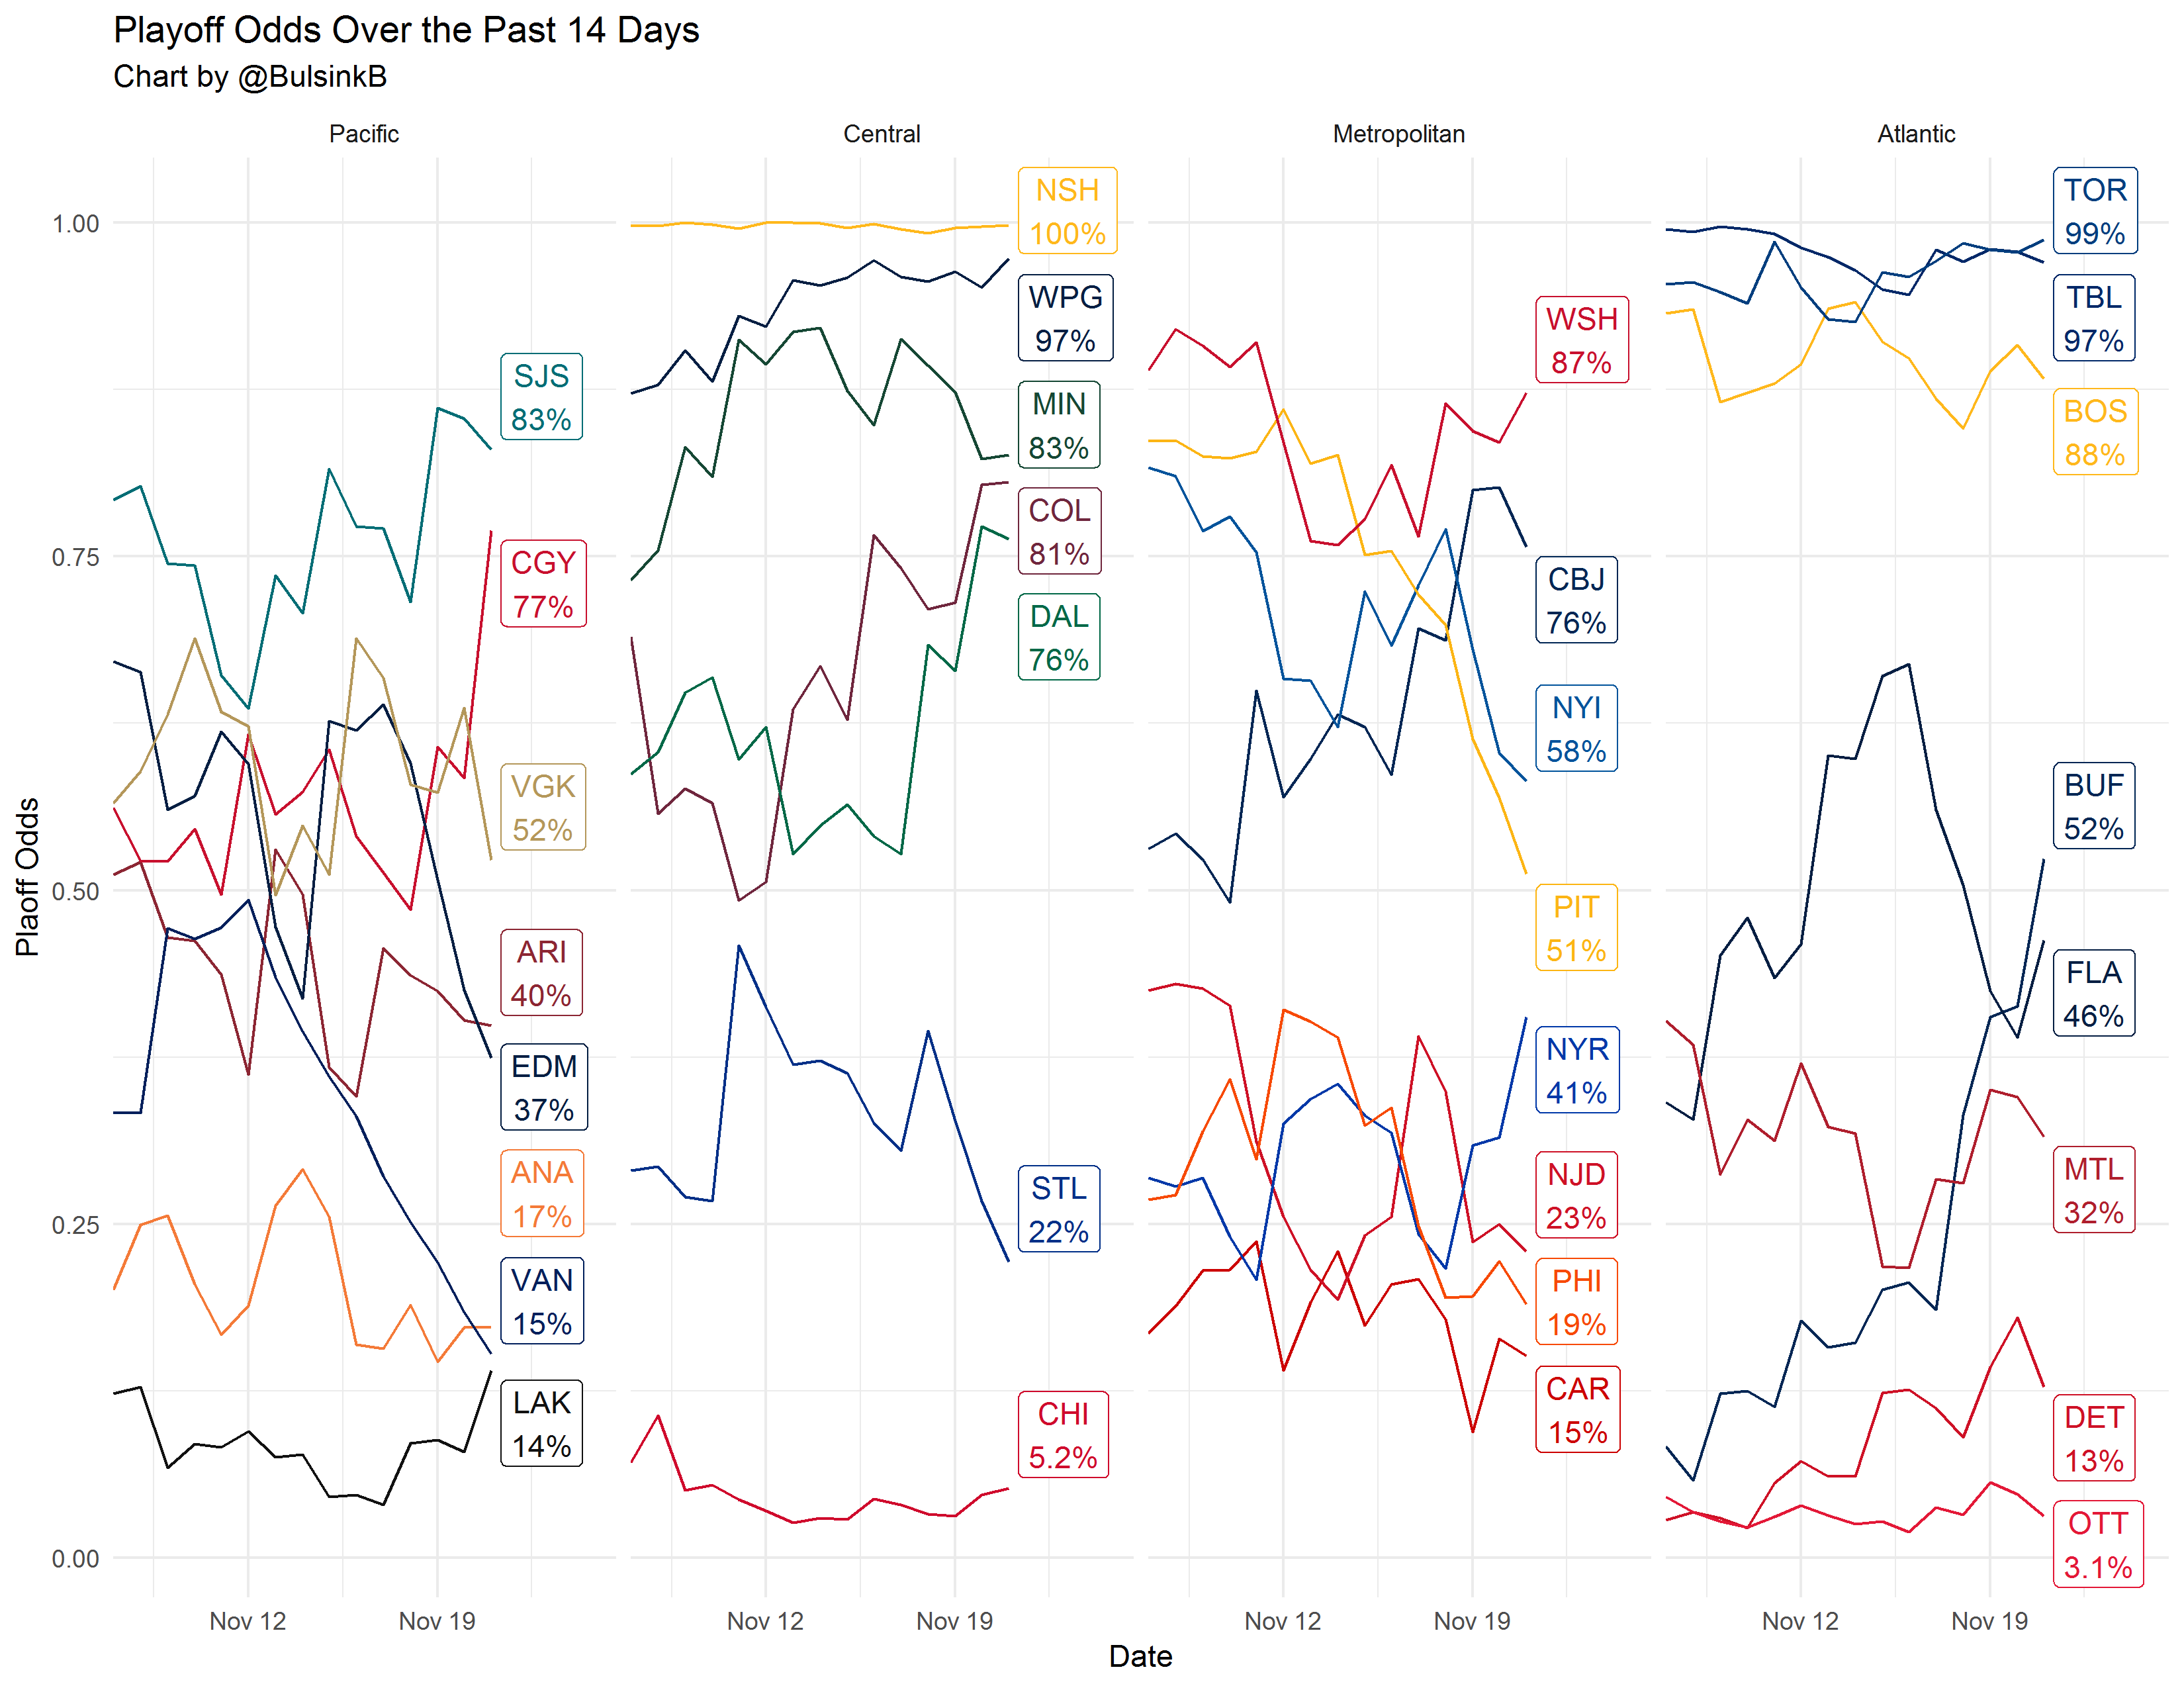 Playoff Odds Over the Past 14 Days
Chart by @BulsinkB
Pacific
Central
Metropolitan
Atlantic
Plaoff Odds
1.00
0.75
0.50
0.25
0.00
SJS
83%
CGY
77%
VGK
52%
ARI
40%
EDM
37%
ANA
17%
VAN
15%
LAK
14%
NSH
100%
WPG
97%
MIN
83%
COL
81%
DAL
76%
STL
22%
CHI
5.2%
WSH
87%
CBJ
76%
NYI
58%
PIT
51%
NYR
41%
NJD
23%
PHI
19%
CAR
15%
TOR
99%
TBL
97%
BOS
88%
BUF
52%
FLA
46%
MTL
32%
DET
13%
OTT
3.1%
Nov 12 Nov 19
Nov 12 Nov 19
Nov 12 Nov 19
Nov 12 Nov 19
Date